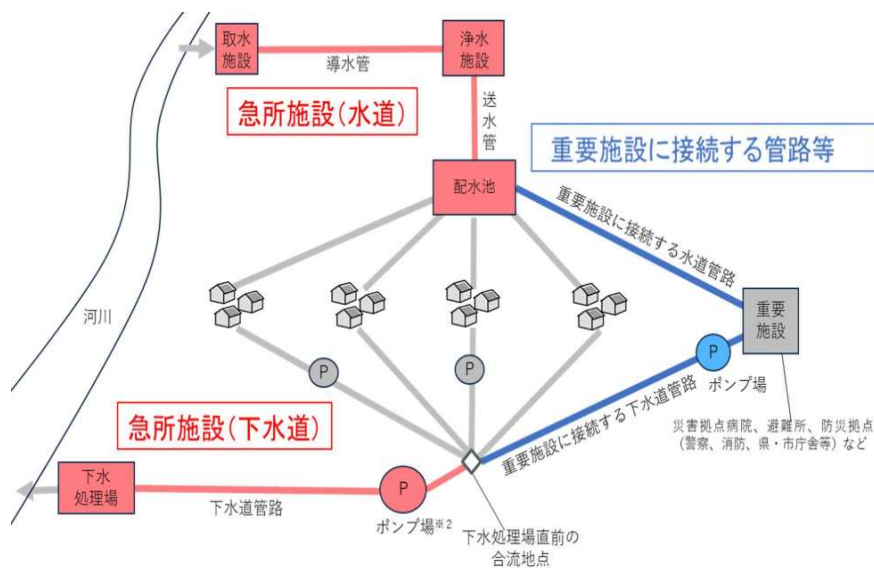 取水
施設
導水管
浄水
施設
急所施設(水道)
送
水
管
重要施設に接続する管路等
配水池
重要施設に接続する水道管路
河川
重要
施設
P
ポンプ場
P
P
災害拠点病院、避難所、防災拠点
(警察、消防、県・市庁舎等)など
重要施設に接続する下水道管路
急所施設(下水道)
下水
処理場
下水道管路
P
ポンプ場※2
下水処理場直前の
合流地点